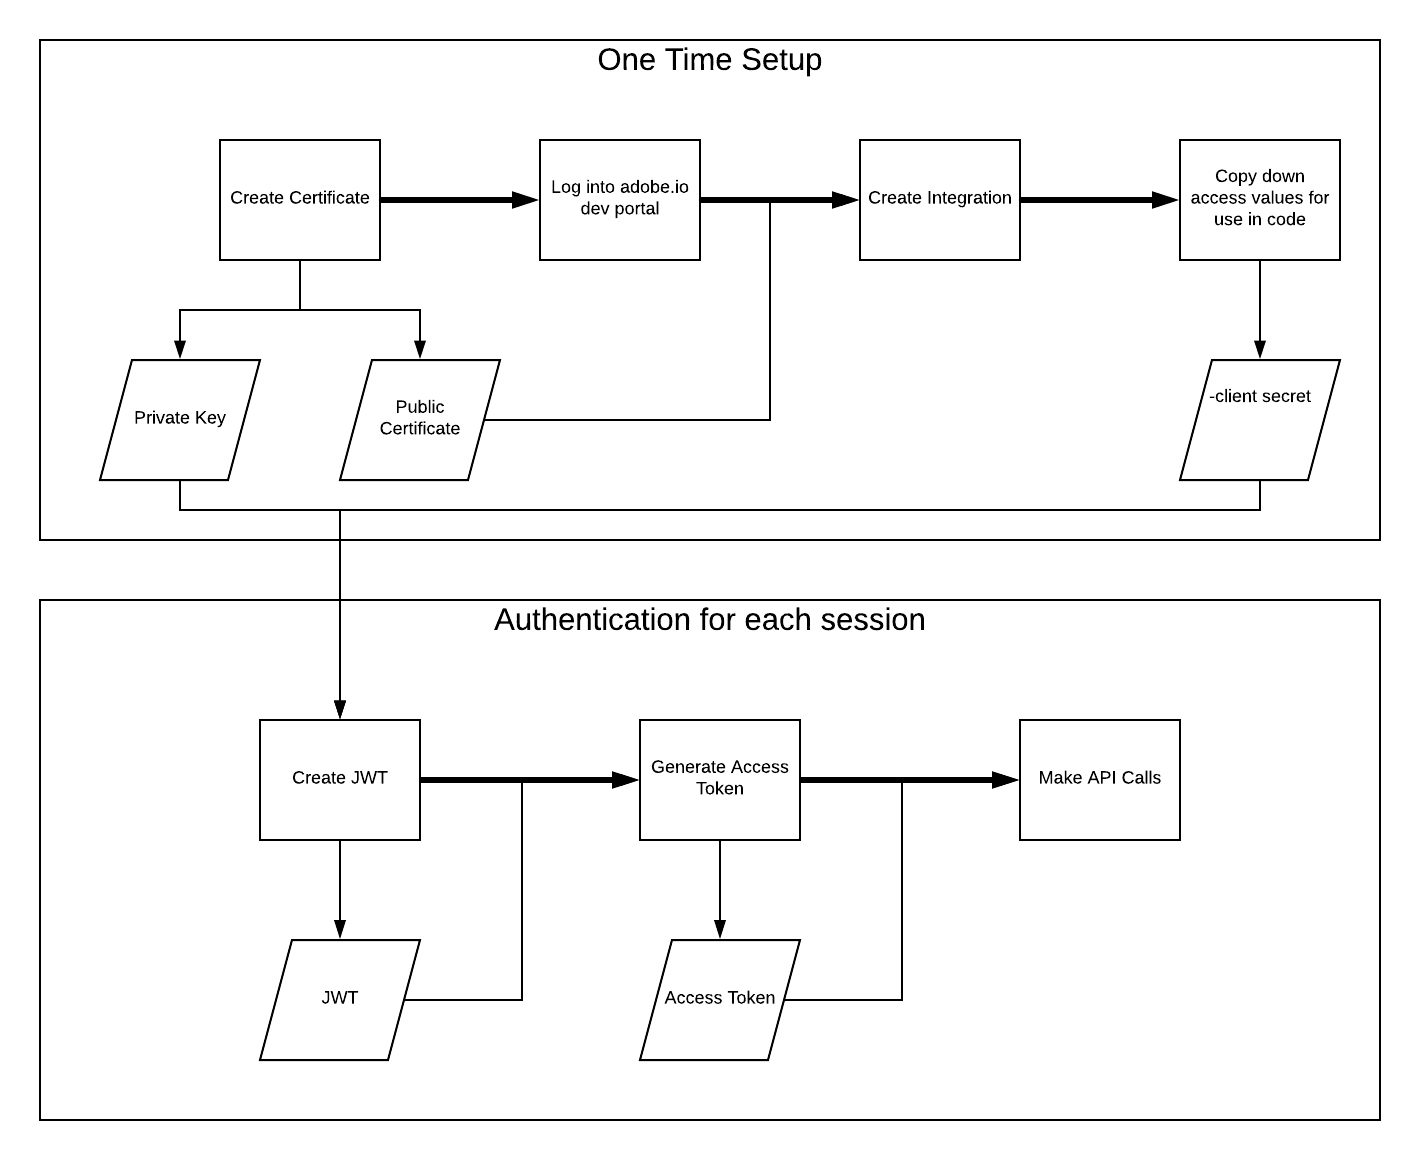 One Time Setup
Create Certificate
Log into adobe.io
dev portal
Create Integration
Copy down
access values for
use in code
Private Key
Public
Certificate
-client secret
Authentication for each session
Create JWT
Generate Access
Token
Make API Calls
JWT
Access Token